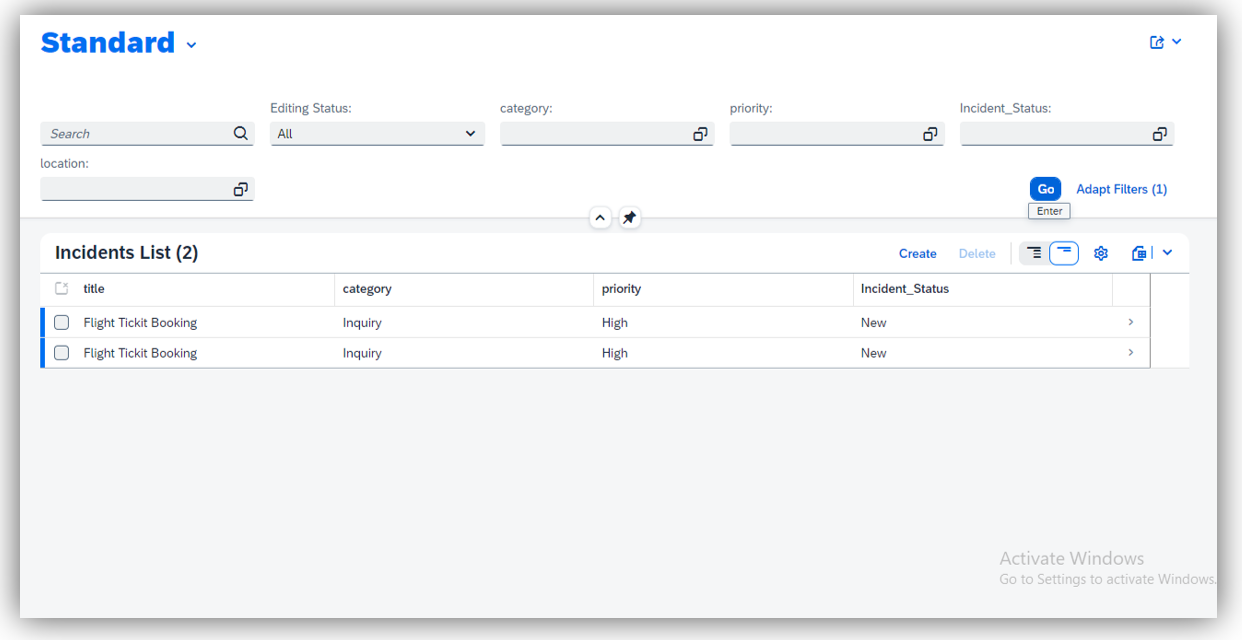 Standard
Editing Status: category: priority: Incident_Status:
Search All
location:
Go Adapt Filters (1)
Enter
Incidents List (2) Create Delete
title category priority Incident_Status
Flight Tickit Booking Inquiry High New
Flight Tickit Booking Inquiry High New
Activate Windows
Go to Settings to activate Windows.